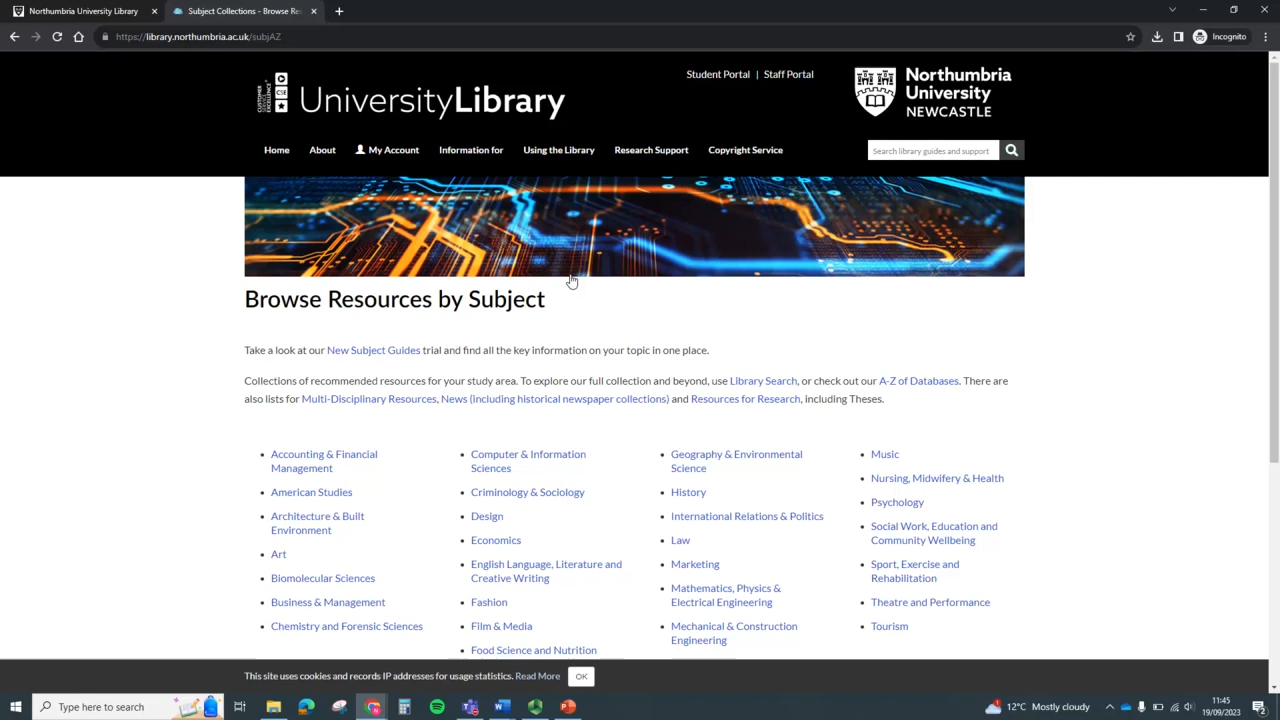 Northumbria University Library
Subject Collections - Browse Res
https://library.northumbria.ac.uk/subjAZ
Incognito
CUSTOMER SERVICE EXCELLENCE
CSE
UniversityLibrary
Student Portal | Staff Portal
Northumbria
University
NEWCASTLE
Home
About
My Account
Information for
Using the Library
Research Support
Copyright Service
Search library guides and support
Browse Resources by Subject
Take a look at our New Subject Guides trial and find all the key information on your topic in one place.
Collections of recommended resources for your study area. To explore our full collection and beyond, use Library Search, or check out our A-Z of Databases. There are
also lists for Multi-Disciplinary Resources, News (including historical newspaper collections) and Resources for Research, including Theses.
Accounting & Financial
Management
American Studies
Architecture & Built
Environment
Art
Biomolecular Sciences
Business & Management
Chemistry and Forensic Sciences
Computer & Information
Sciences
Criminology & Sociology
Design
Economics
English Language, Literature and
Creative Writing
Fashion
Film & Media
Food Science and Nutrition
Geography & Environmental
Science
History
International Relations & Politics
Law
Marketing
Mathematics, Physics &
Electrical Engineering
Mechanical & Construction
Engineering
Music
Nursing, Midwifery & Health
Psychology
Social Work, Education and
Community Wellbeing
Sport, Exercise and
Rehabilitation
Theatre and Performance
Tourism
This site uses cookies and records IP addresses for usage statistics. Read More
OK
Type here to search
12°C Mostly cloudy
11:45
19/09/2023
2